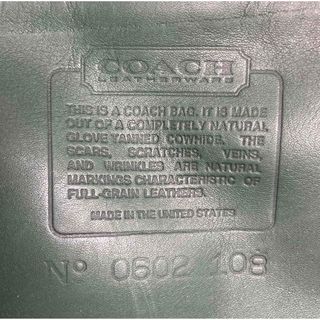 COACH
LEATHERWARE
THIS IS A COACH BAG. IT IS MADE
OUT OF A COMPLETELY NATURAL
GLOVE TANNED COWHIDE. THE
SCARS, SCRATCHES, VEINS,
AND WRINKLES ARE NATURAL
MARKINGS CHARACTERISTIC OF
FULL-GRAIN LEATHERS.
MADE IN THE UNITED STATES
Nº 0602 108